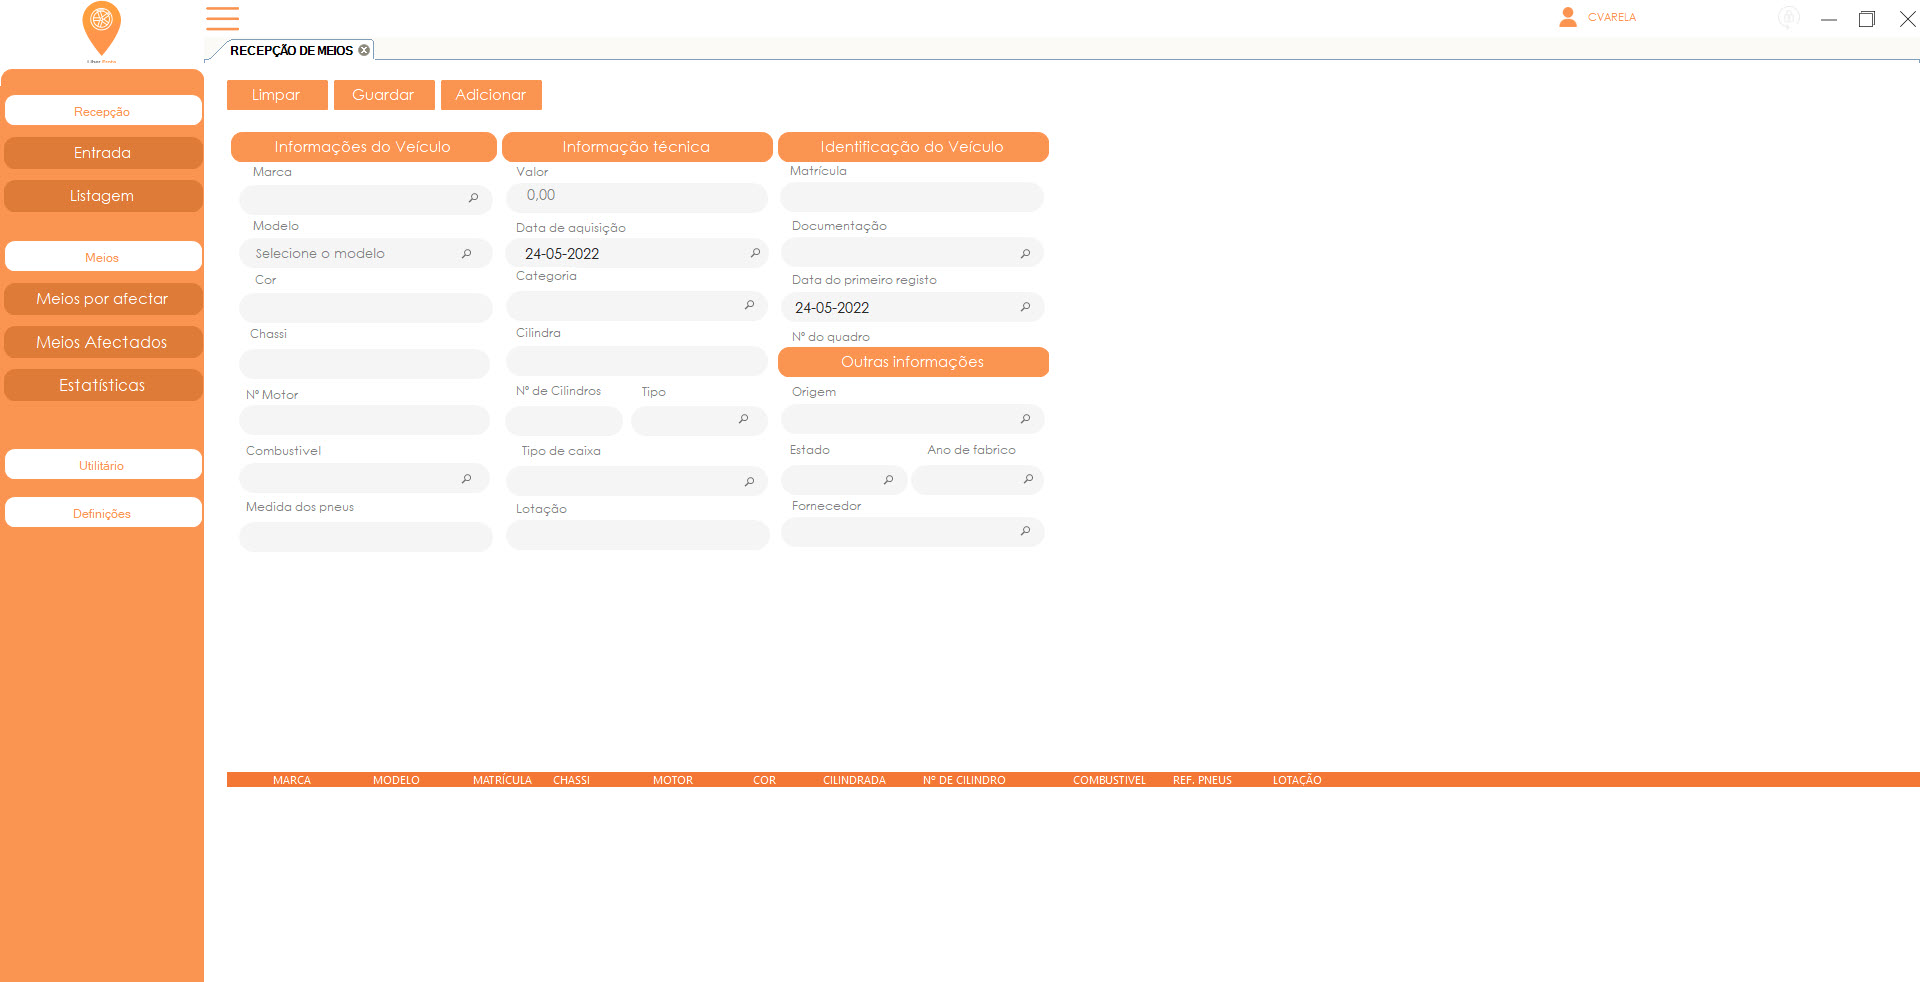 CVARELA
RECEPÇÃO DE MEIOS
Recepção
Entrada
Listagem
Meios
Meios por afectar
Meios Afectados
Estatísticas
Utilitário
Definições
Limpar Guardar Adicionar
Informações do Veículo
Marca
Modelo
Selecione o modelo
Cor
Chassi
Nº Motor
Combustivel
Medida dos pneus
Informação técnica
Valor
0,00
Data de aquisição
24-05-2022
Categoria
Cilindra
Nº de Cilindros Tipo
Tipo de caixa
Lotação
Identificação do Veículo
Matrícula
Documentação
Data do primeiro registo
24-05-2022
Nº do quadro
Outras informações
Origem
Estado Ano de fabrico
Fornecedor
MARCA MODELO MATRÍCULA CHASSI MOTOR COR CILINDRADA Nº DE CILINDRO COMBUSTIVEL REF. PNEUS LOTAÇÃO